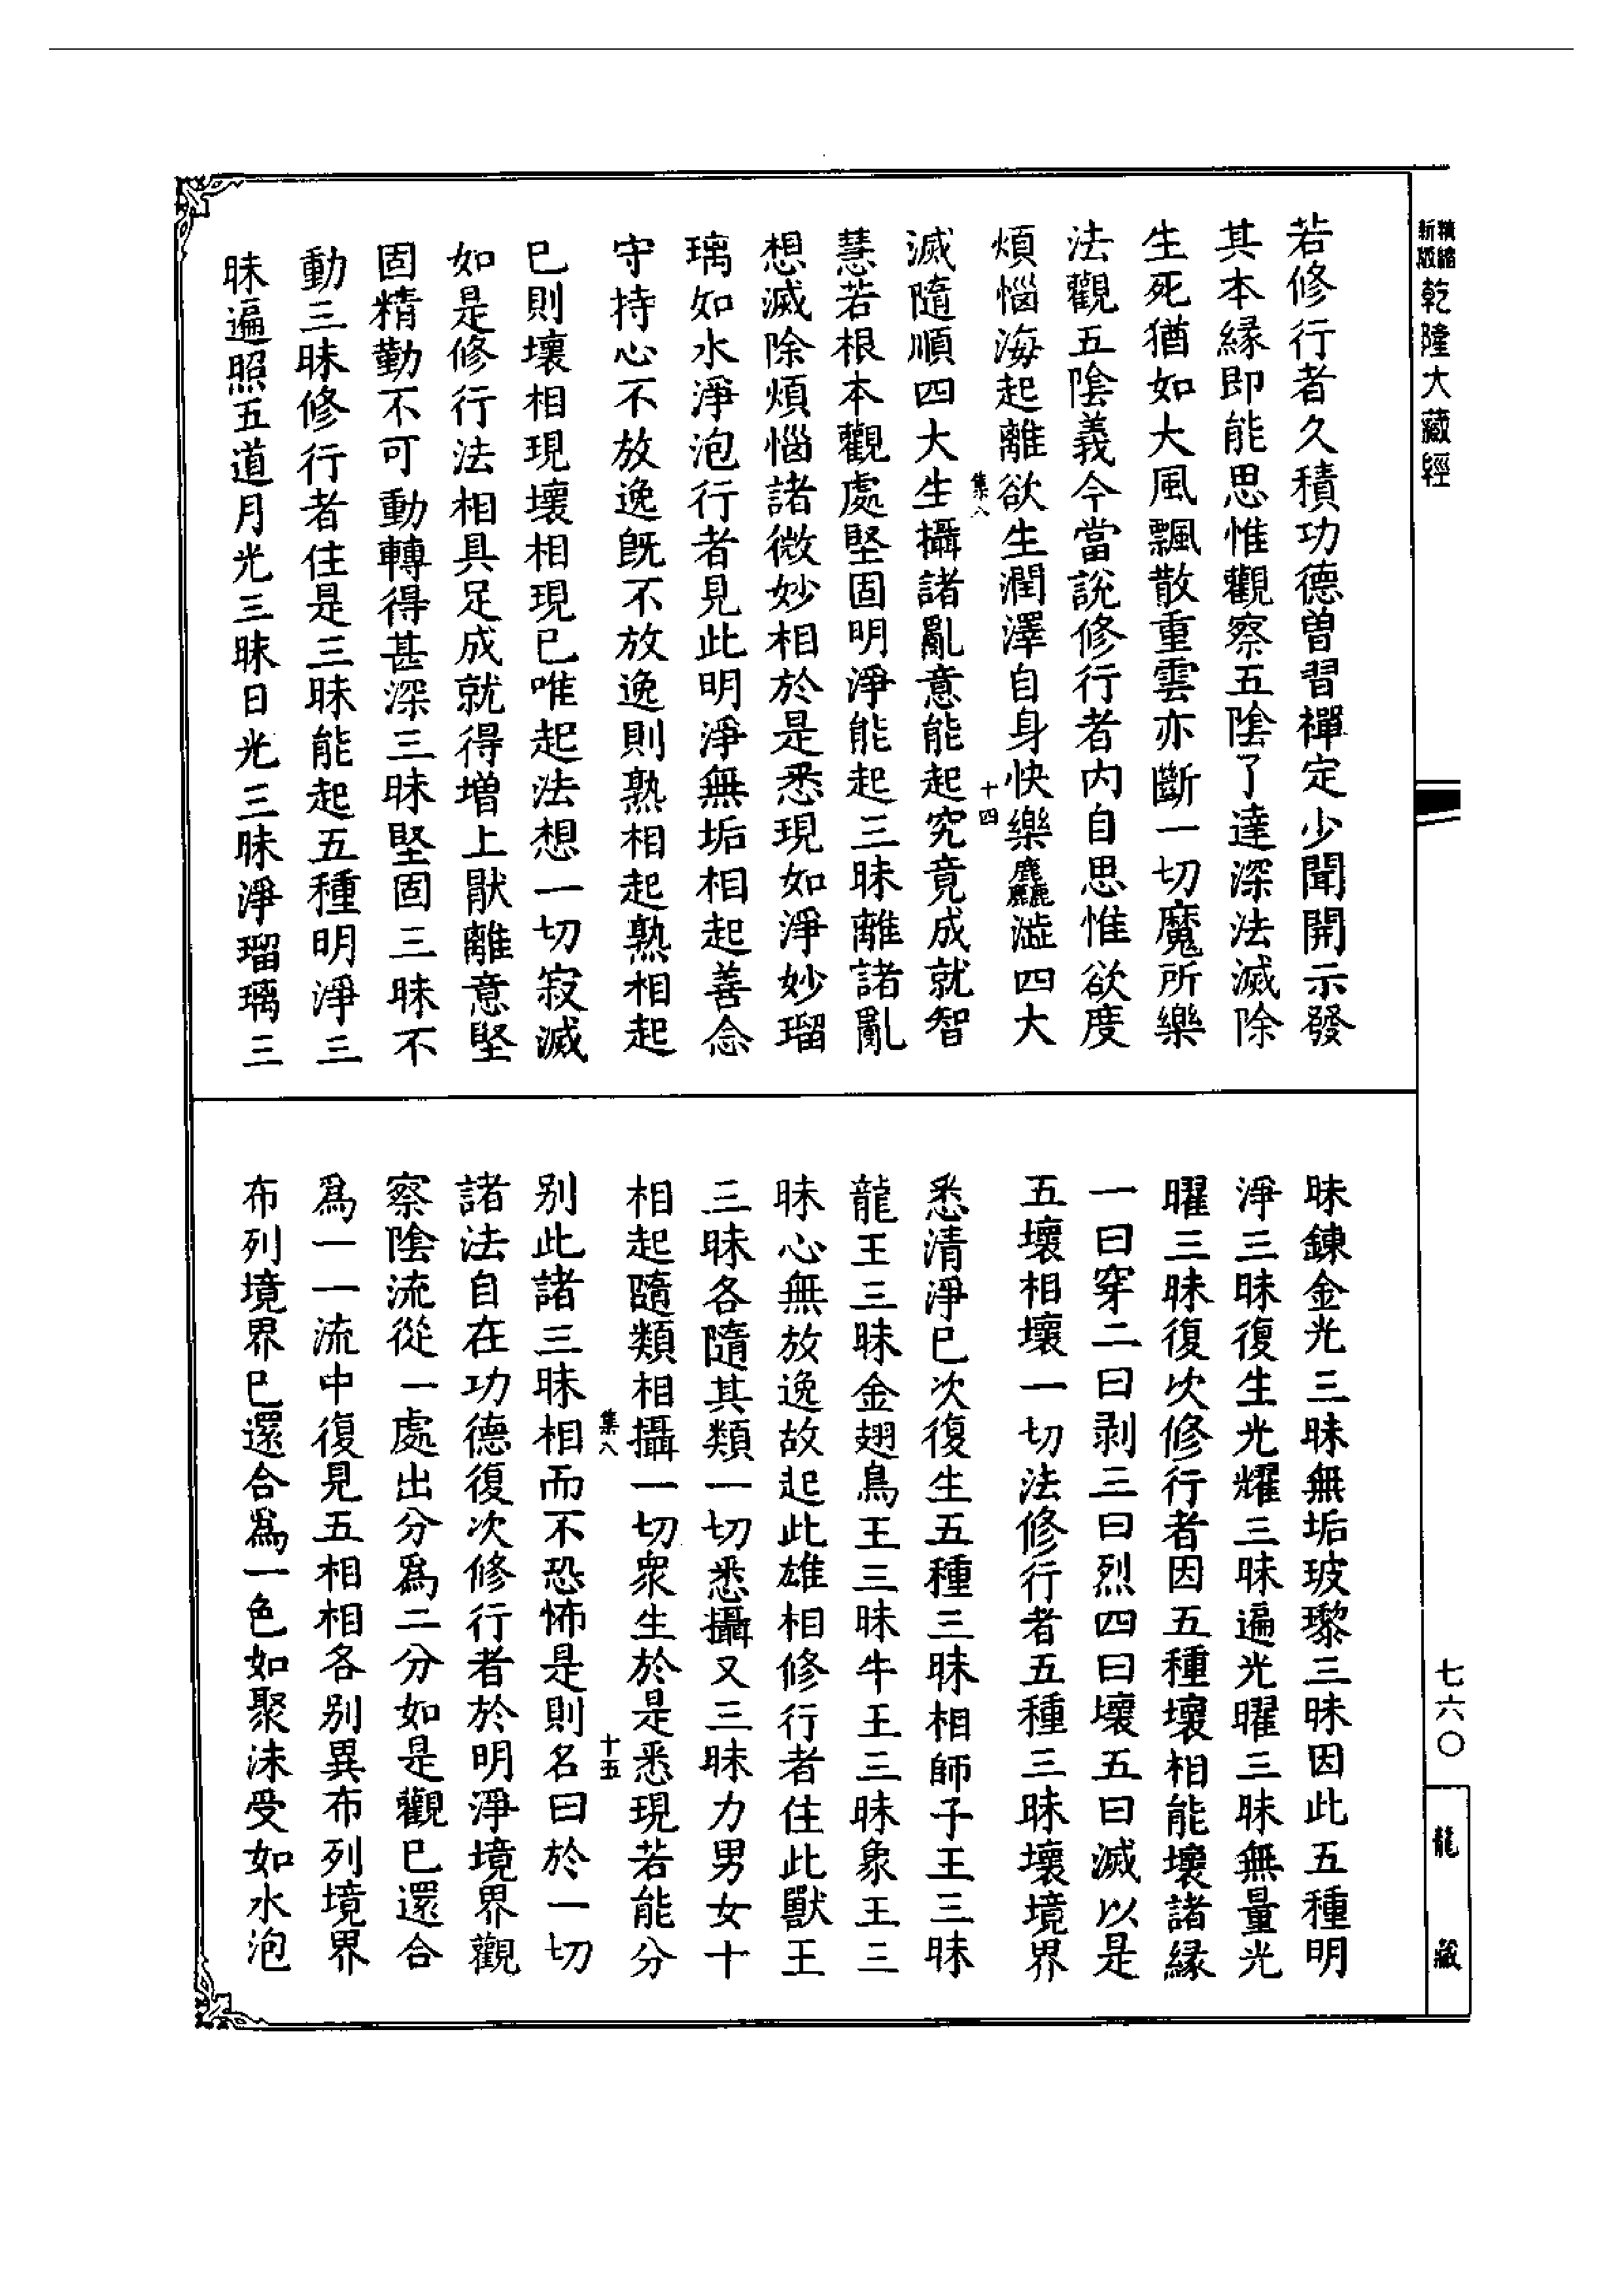 新縮
版精
乾隆大藏經
若修行者久積功德曾習禪定少聞開示發
其本緣即能思惟觀察五陰了達深法滅除
生死猶如大風飄散重雲亦斷一切魔所樂
法觀五陰義今當說修行者內自思惟欲度
煩惱海起離欲生潤澤自身快樂麤澁四大
集八
十四
滅隨順四大生攝諸亂意能起究竟成就智
慧若根本觀處堅固明淨能起三昧離諸亂
想滅除煩惱諸微妙相於是悉現如淨妙瑠
璃如水淨泡行者見此明淨無垢相起善念
守持心不放逸旣不放逸則熟相起熟相起
已則壞相現壞相現已唯起法想一切寂滅
如是修行法相具足成就得增上猒離意堅
固精勤不可動轉得甚深三昧堅固三昧不
動三昧修行者住是三昧能起五種明淨三
昧遍照五道月光三昧日光三昧淨瑠璃三
昧鍊金光三昧無垢玻瓈三昧因此五種明
淨三昧復生光耀三昧遍光曜三昧無量光
曜三昧復次修行者因五種壞相能壞諸緣
一曰穿二曰剥三曰烈四曰壞五曰滅以是
五壞相壞一切法修行者五種三昧壞境界
悉清淨已次復生五種三昧相師子王三昧
龍王三昧金翅鳥王三昧牛王三昧象王三
昧心無放逸故起此雄相修行者住此獸王
三昧各隨其類一切悉攝又三昧力男女十
相起隨類相攝一切衆生於是悉現若能分
集八
十五
別此諸三昧相而不恐怖是則名曰於一切
諸法自在功德復次修行者於明淨境界觀
察陰流從一處出分爲二分如是觀已還合
爲一一流中復見五相相各別異布列境界
布列境界已還合爲一色如聚沫受如水泡
七六〇
龍藏